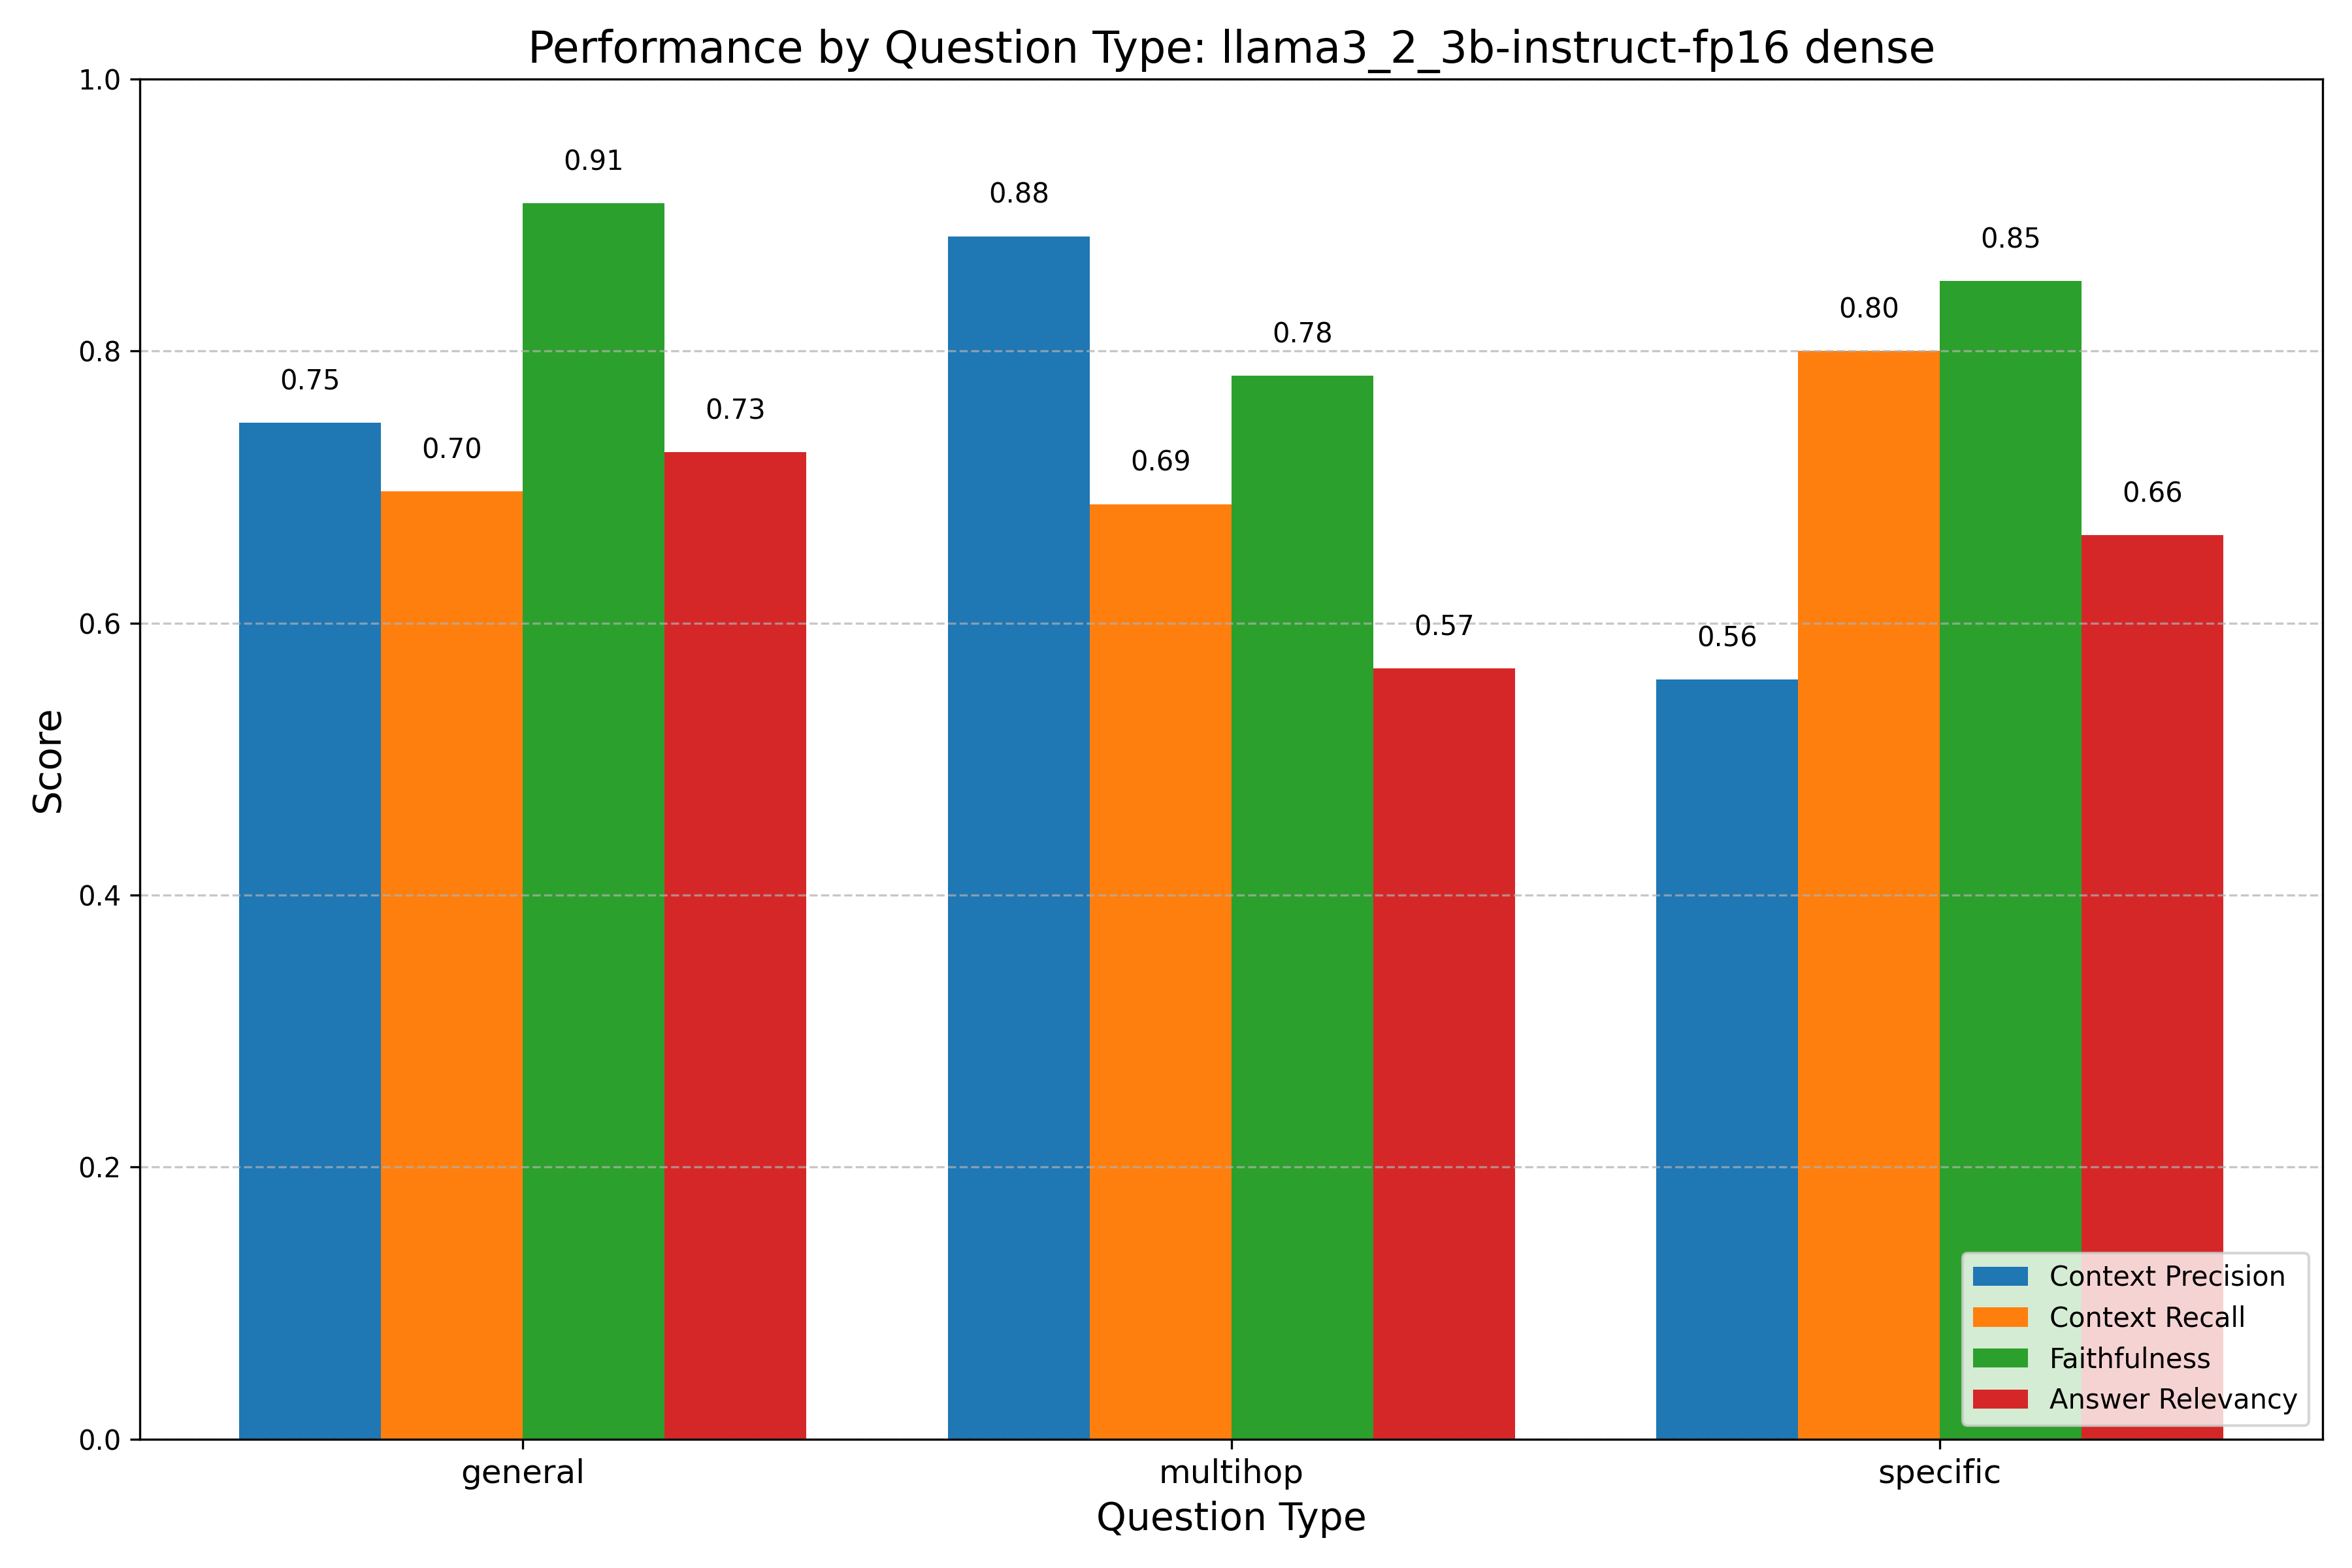 Performance by Question Type: llama3_2_3b-instruct-fp16 dense
1.0
0.8
0.6
0.4
0.2
0.0
Score
0.75
0.70
0.91
0.73
0.88
0.69
0.78
0.57
0.56
0.80
0.85
0.66
Context Precision
Context Recall
Faithfulness
Answer Relevancy
general
multihop
specific
Question Type